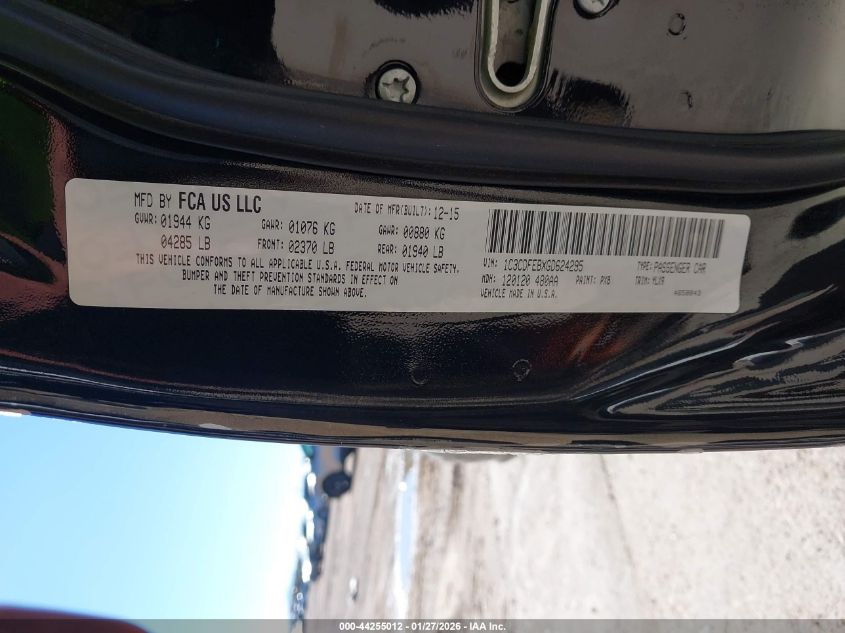 MFD BY FCA US LLC DATE OF MFR(BUILT): 12-15
GVWR: 01944 KG GAWR: 01076 KG GAWR: 00880 KG
04285 LB FRONT: 02370 LB REAR: 01940 LB
THIS VEHICLE CONFORMS TO ALL APPLICABLE U.S.A. FEDERAL MOTOR VEHICLE SAFETY,
BUMPER AND THEFT PREVENTION STANDARDS IN EFFECT ON
THE DATE OF MANUFACTURE SHOWN ABOVE.
VIN: 1C3CDFEBXGD624295 TYPE: PASSENGER CAR
MDH: 120120 480AA PAINT: PX8 TRIM: MLX9
VEHICLE MADE IN U.S.A.
000-44255012 - 01/27/2026 - IAA Inc.